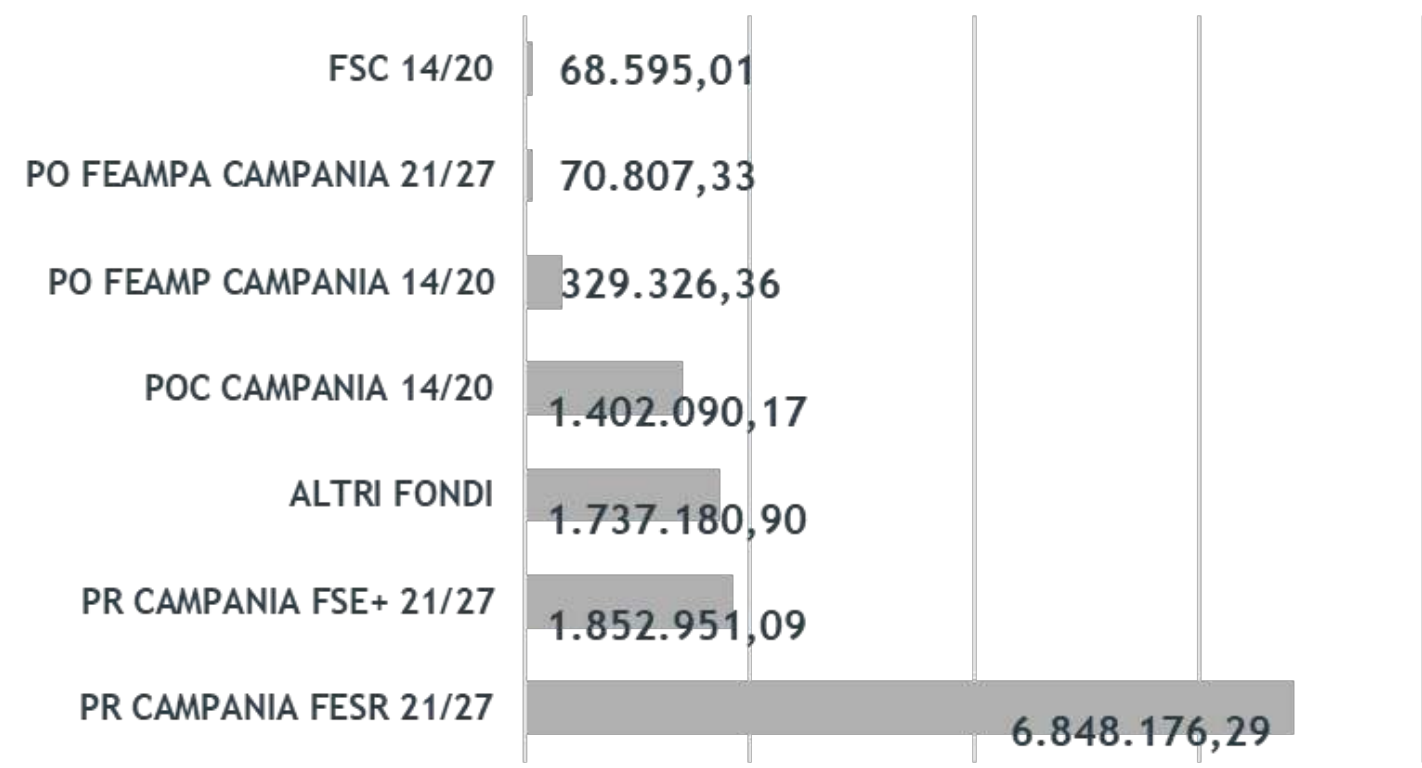 FSC 14/20 68.595,01
PO FEAMPA CAMPANIA 21/27 70.807,33
PO FEAMP CAMPANIA 14/20 329.326,36
POC CAMPANIA 14/20 1.402.090,17
ALTRI FONDI 1.737.180,90
PR CAMPANIA FSE+ 21/27 1.852.951,09
PR CAMPANIA FESR 21/27 6.848.176,29